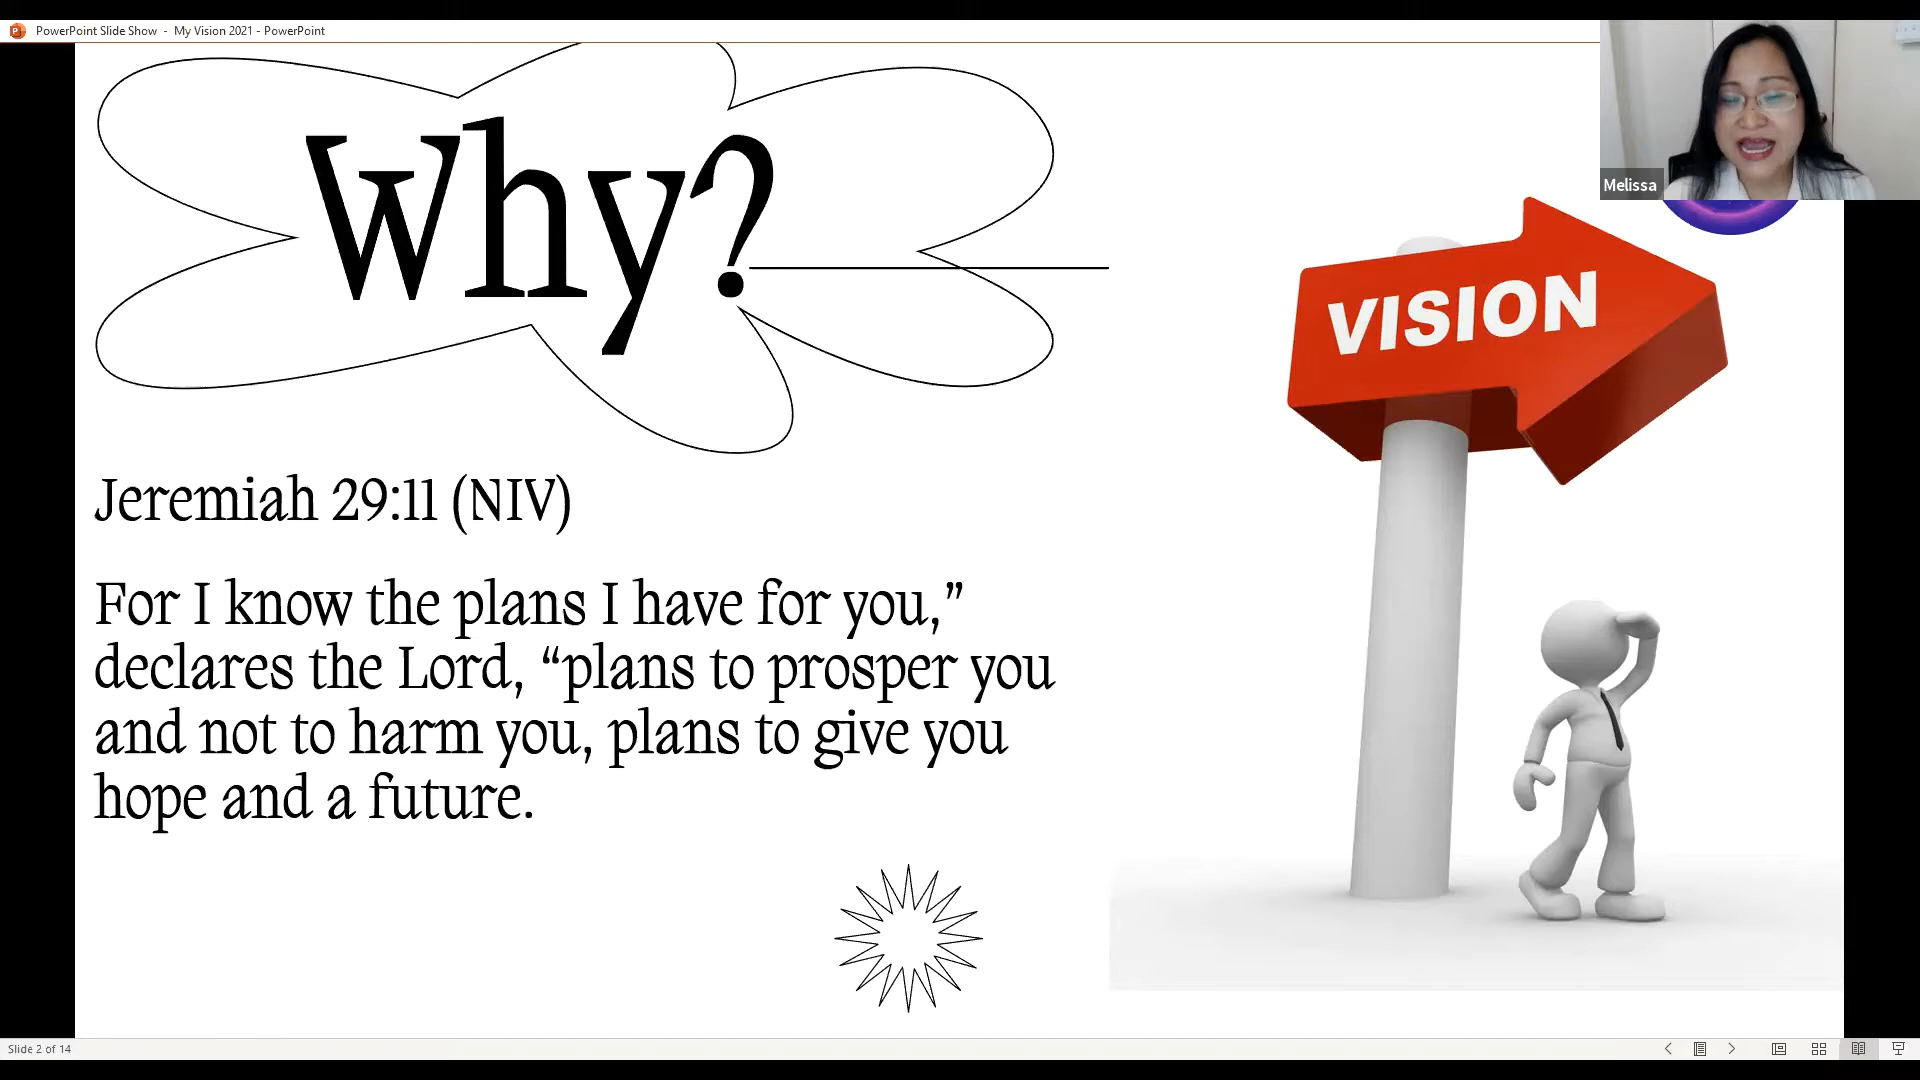 PowerPoint Slide Show - My Vision 2021 - PowerPoint
Why?
Melissa
VISION
Jeremiah 29:11 (NIV)
For I know the plans I have for you,”
declares the Lord, “plans to prosper you
and not to harm you, plans to give you
hope and a future.
Slide 2 of 14